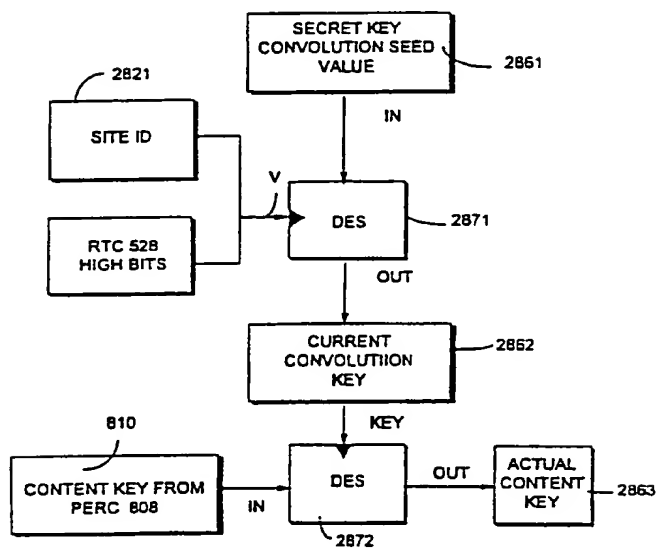 SECRET KEY
CONVOLUTION SEED
VALUE
2861
2821
IN
SITE ID
V
DES
2871
RTC 528
HIGH BITS
OUT
CURRENT
CONVOLUTIION
KEY
2862
KEY
810
CONTENT KEY FROM
PERC 808
IN
DES
OUT
ACTUAL
CONTENT
KEY
2863
2872